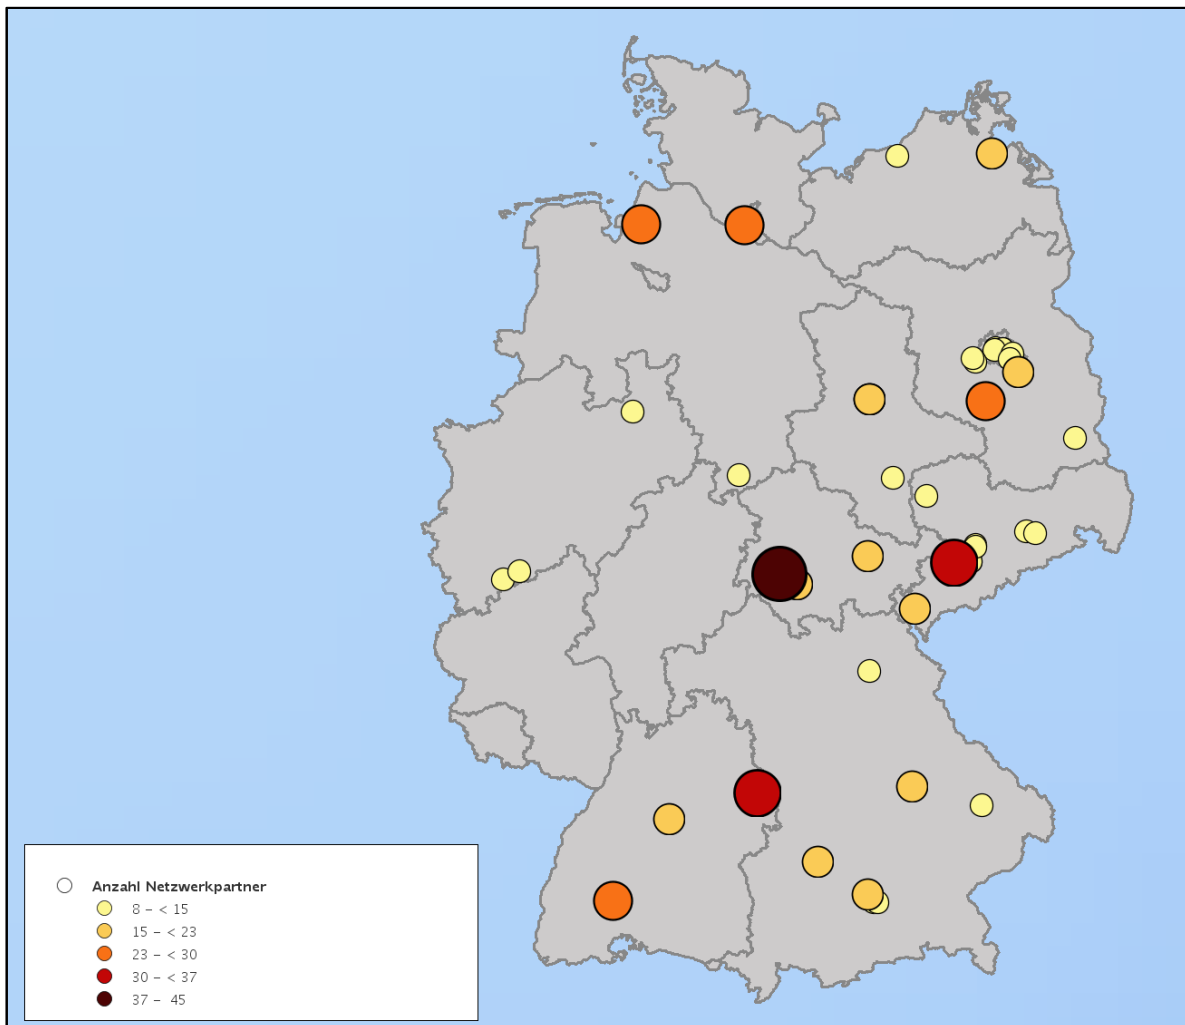 Anzahl Netzwerkpartner
8 – < 15
15 – < 23
23 – < 30
30 – < 37
37 – 45